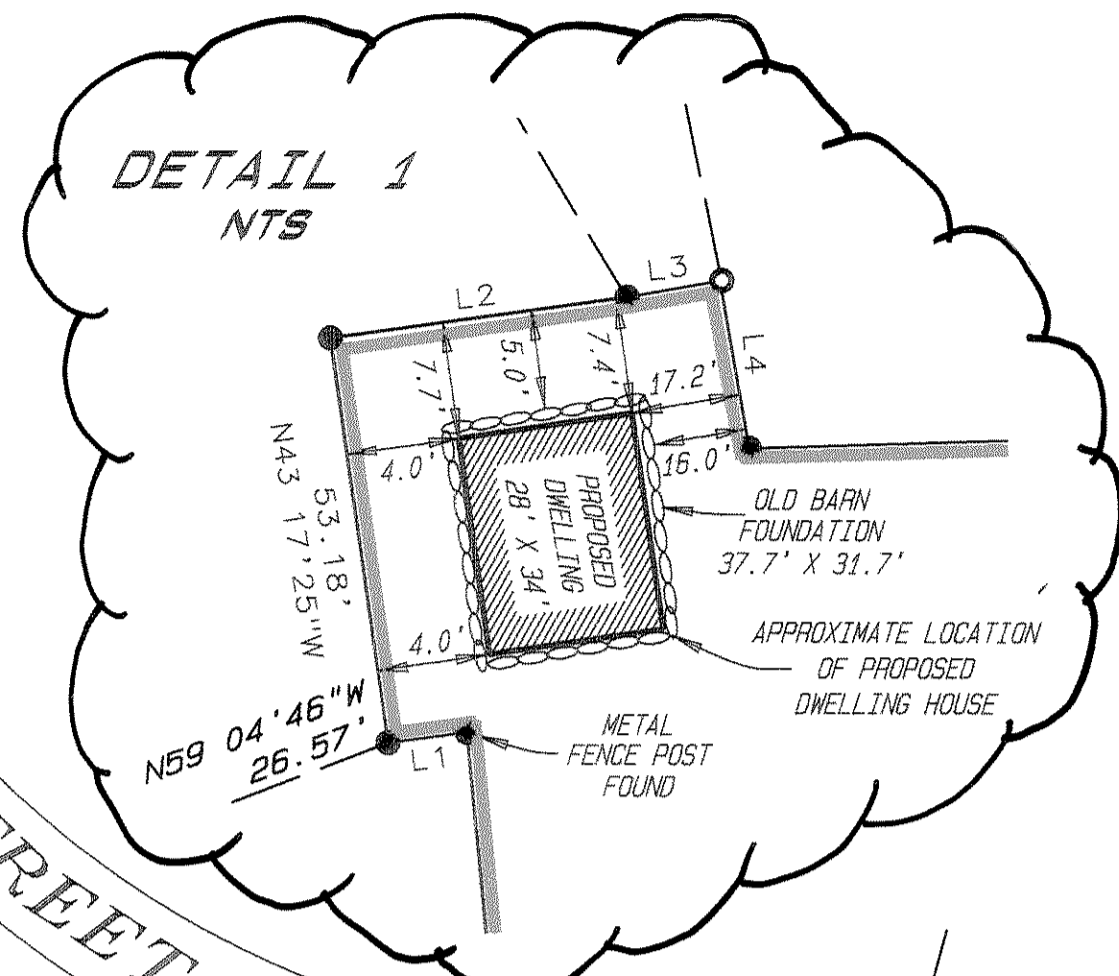 DETAIL 1
NTS
L2
L3
L4
7.7'
5.0'
7.4'
17.2'
4.0'
16.0'
N43 17'25"W
53.18'
PROPOSED
DWELLING
28' X 34'
OLD BARN
FOUNDATION
37.7' X 31.7'
4.0'
APPROXIMATE LOCATION
OF PROPOSED
DWELLING HOUSE
N59 04'46"W
26.57'
L1
METAL
FENCE POST
FOUND
TREET